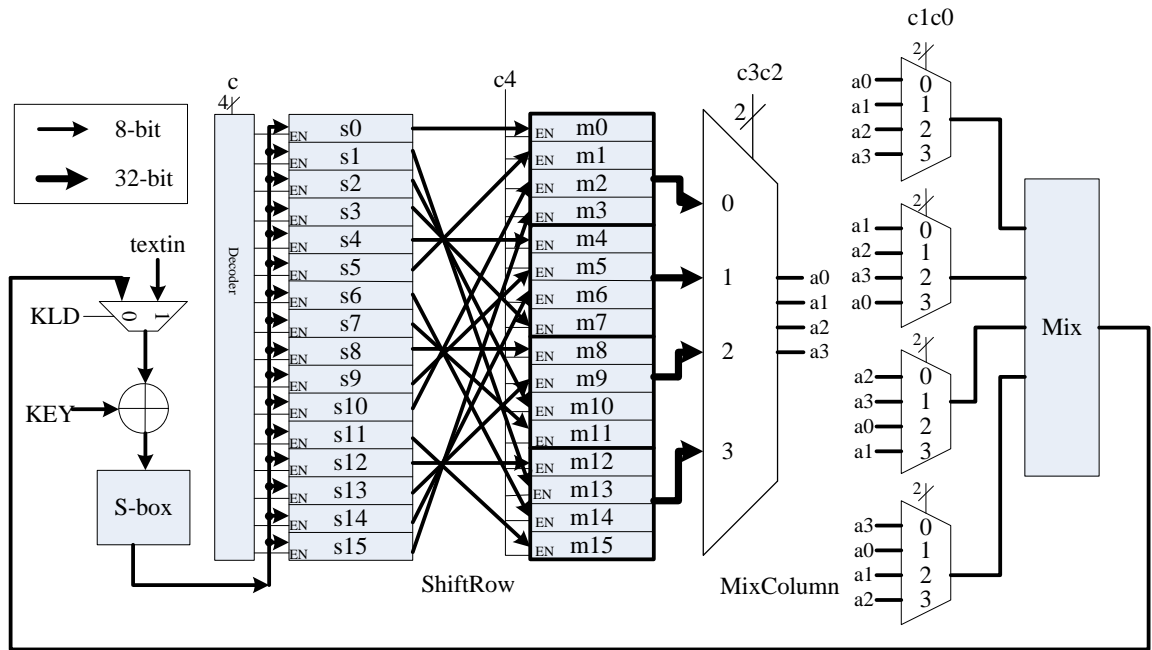 c1c0
2
a0 0
a1 1
a2 2
a3 3
c
4
c4
c3c2
2
8-bit
32-bit
textin
KLD 0 1
KEY
S-box
Decoder
EN s0
EN s1
EN s2
EN s3
EN s4
EN s5
EN s6
EN s7
EN s8
EN s9
EN s10
EN s11
EN s12
EN s13
EN s14
EN s15
ShiftRow
EN m0
EN m1
EN m2
EN m3
EN m4
EN m5
EN m6
EN m7
EN m8
EN m9
EN m10
EN m11
EN m12
EN m13
EN m14
EN m15
0
1
2
3
a0
a1
a2
a3
MixColumn
2
a1 0
a2 1
a3 2
a0 3
2
a2 0
a3 1
a0 2
a1 3
2
a3 0
a0 1
a1 2
a2 3
Mix